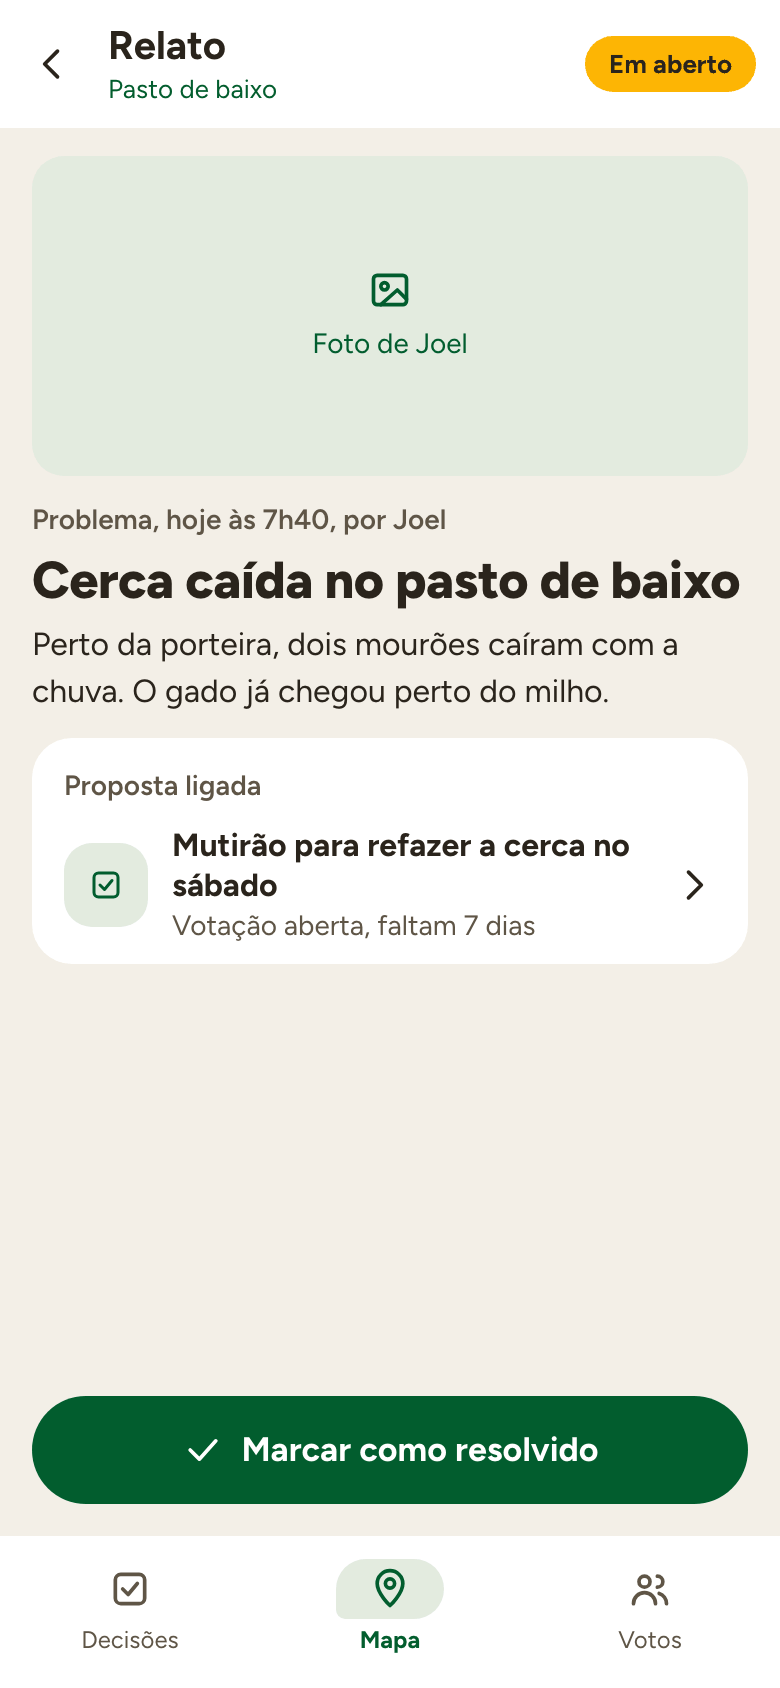 Relato
Pasto de baixo
Em aberto
Foto de Joel
Problema, hoje às 7h40, por Joel
Cerca caída no pasto de baixo
Perto da porteira, dois mourões caíram com a
chuva. O gado já chegou perto do milho.
Proposta ligada
Mutirão para refazer a cerca no
sábado
Votação aberta, faltam 7 dias
Marcar como resolvido
Decisões
Mapa
Votos